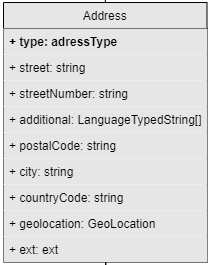 Address
+ type: adressType
+ street: string
+ streetNumber: string
+ additional: LanguageTypedString[]
+ postalCode: string
+ city: string
+ countryCode: string
+ geolocation: GeoLocation
+ ext: ext